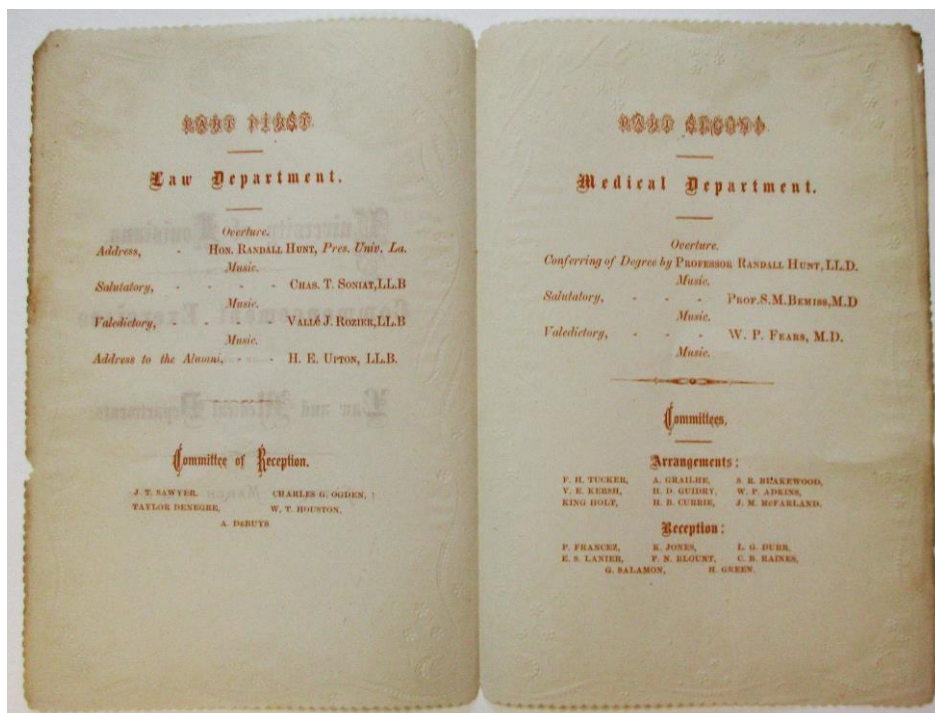 PART FIRST.
Law Department.
Overture.
Address, - HON. RANDALL HUNT, Pres. Univ. La.
Music.
Salutatory, - - - - CHAS. T. SONIAT, LL.B
Music.
Valedictory, - - - - VALLé J. ROZIER, LL.B
Music.
Address to the Alumni, - - H. E. UPTON, LL.B.
Committee of Reception.
J. T. SAWYER, CHARLES G. OGDEN,
TAYLOR DENEGRE, W. T. HOUSTON,
A. DEBUYS.
PART SECOND.
Medical Department.
Overture.
Conferring of Degree by PROFESSOR RANDALL HUNT, LL.D.
Music.
Salutatory, - - - PROF. S. M. BEMISS, M.D
Music.
Valedictory, - - - W. P. FEARS, M.D.
Music.
Committees.
Arrangements:
F. H. TUCKER, A. GRAILHE, S. R. BLAKEWOOD,
V. E. KERSH, H. D. GUIDRY, W. P. ADKINS,
KING HOLT, H. B. CURRIE, J. M. McFARLAND.
Reception:
P. FRANCEZ, K. JONES, L. G. DURR,
E. S. LANIER, F. N. BLOUNT, C. B. RAINES,
G. SALAMON, H. GREEN.